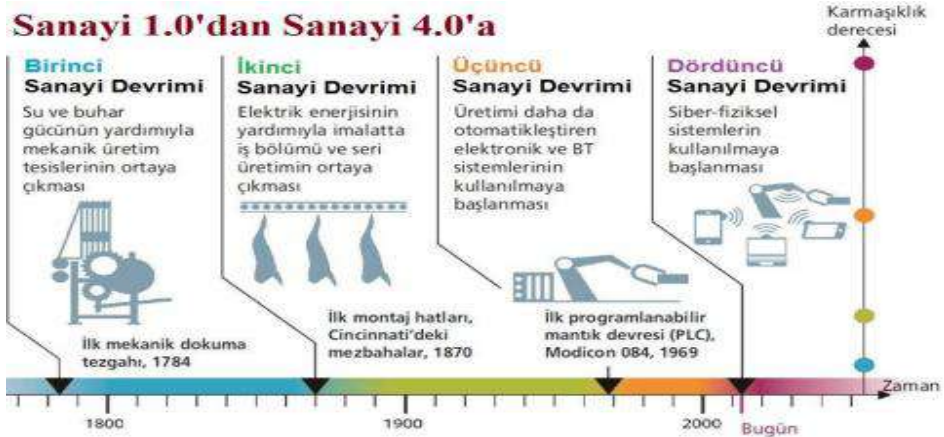 Sanayi 1.0'dan Sanayi 4.0'a
Karmaşıklık
derecesi
Birinci
Sanayi Devrimi
Su ve buhar
gücünün yardımıyla
mekanik üretim
tesislerinin ortaya
çıkması
İkinci
Sanayi Devrimi
Elektrik enerjisinin
yardımıyla imalatta
iş bölümü ve seri
üretimin ortaya
çıkması
Üçüncü
Sanayi Devrimi
Üretimi daha da
otomatikleştiren
elektronik ve BT
sistemlerinin
kullanılmaya
başlanması
Dördüncü
Sanayi Devrimi
Siber-fiziksel
sistemlerin
kullanılmaya
başlanması
İlk mekanik dokuma
tezgahı, 1784
İlk montaj hatları,
Cincinnati'deki
mezbahalar, 1870
İlk programlanabilir
mantık devresi (PLC),
Modicon 084, 1969
Zaman
1800
1900
2000
Bugün